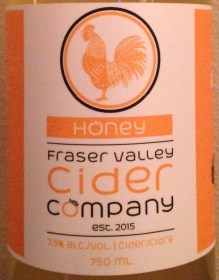 Honey
Fraser Valley
Cider
Company
est. 2015
7.5% alc./vol | cider/cidre
750 mL